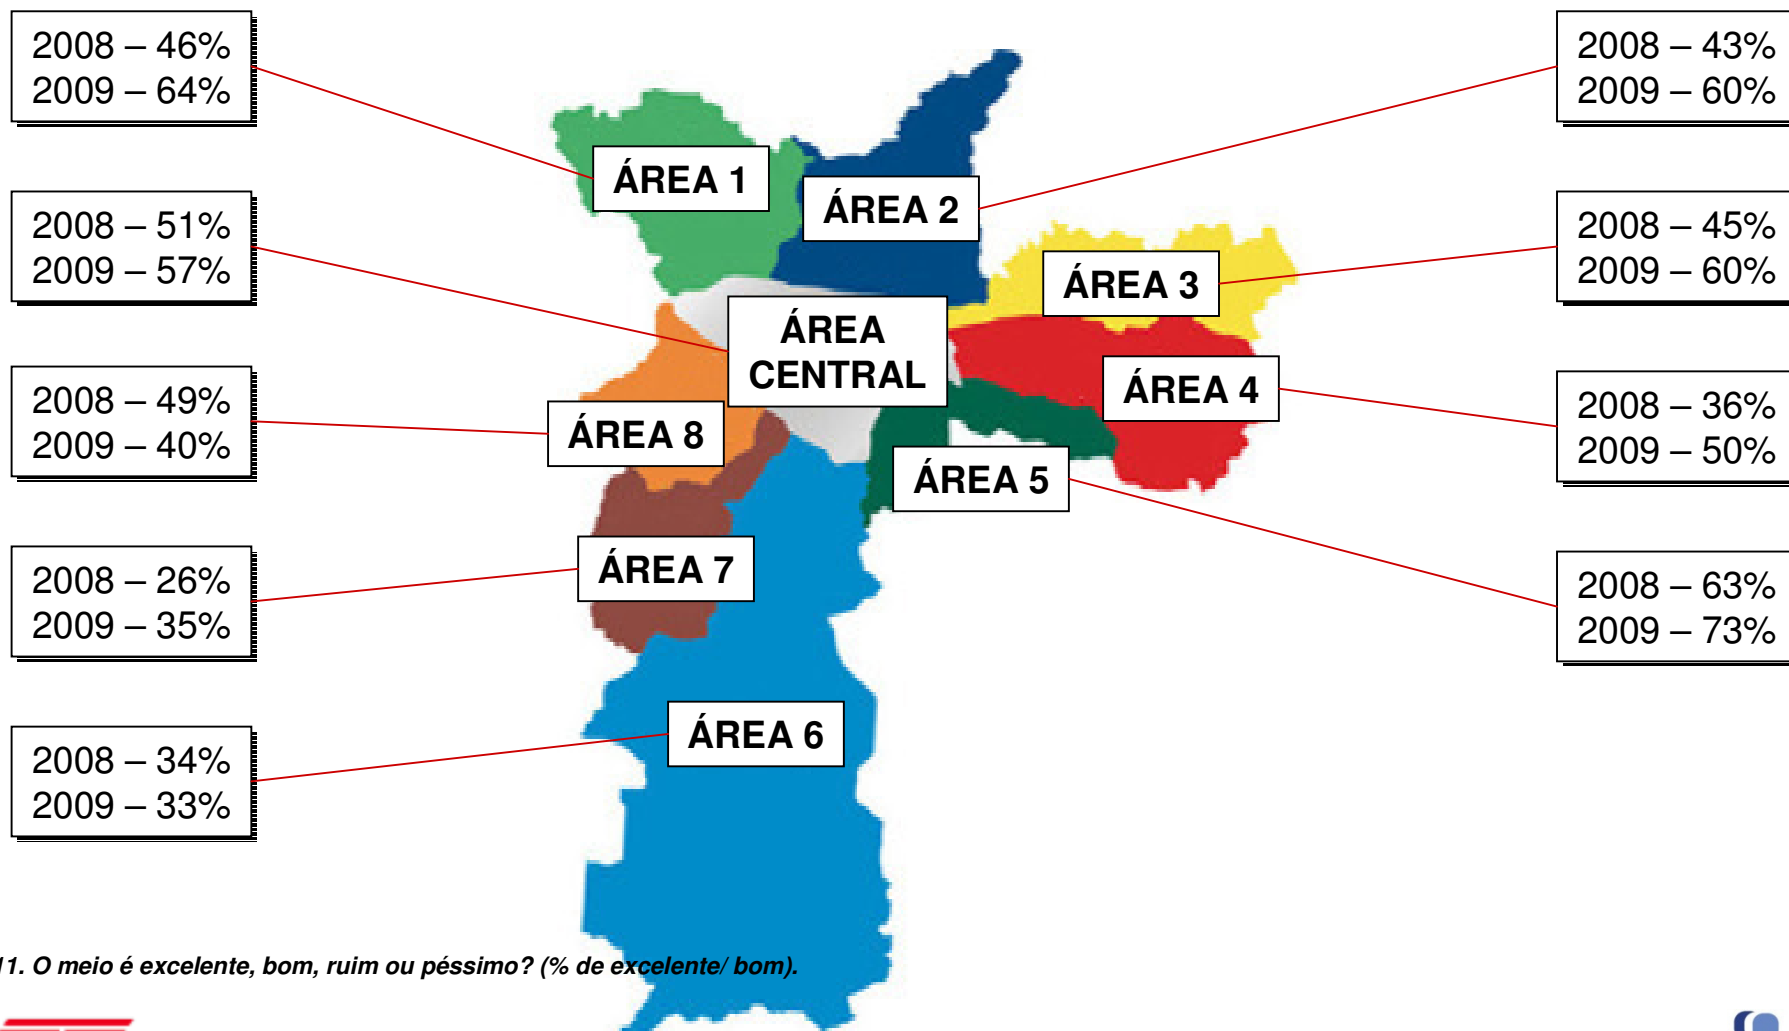 2008 – 46%
2009 – 64%
2008 – 51%
2009 – 57%
2008 – 49%
2009 – 40%
2008 – 26%
2009 – 35%
2008 – 34%
2009 – 33%
ÁREA 1
ÁREA 2
ÁREA 3
ÁREA
CENTRAL
ÁREA 4
ÁREA 8
ÁREA 5
ÁREA 7
ÁREA 6
2008 – 43%
2009 – 60%
2008 – 45%
2009 – 60%
2008 – 36%
2009 – 50%
2008 – 63%
2009 – 73%
11. O meio é excelente, bom, ruim ou péssimo? (% de excelente/ bom).